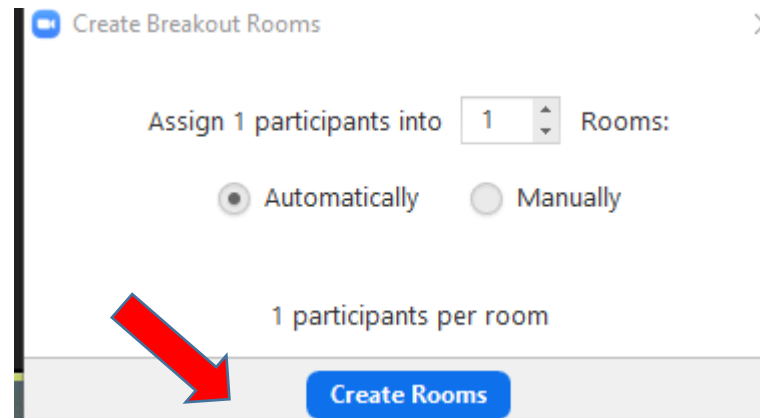 Create Breakout Rooms
Assign 1 participants into 1 Rooms:
Automatically Manually
1 participants per room
Create Rooms